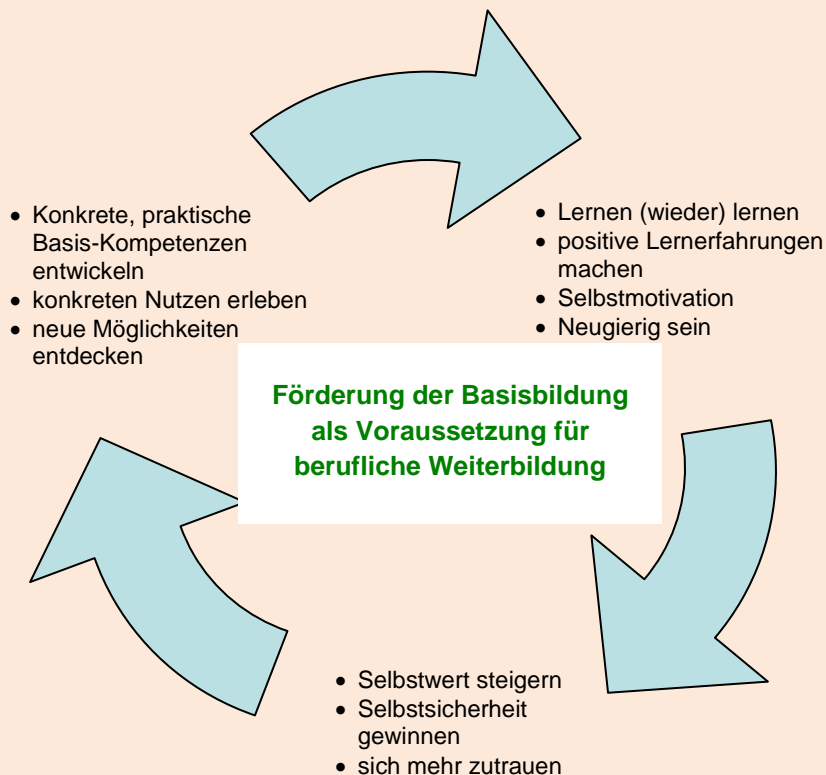 • Konkrete, praktische
Basis-Kompetenzen
entwickeln
• konkreten Nutzen erleben
• neue Möglichkeiten
entdecken
• Lernen (wieder) lernen
• positive Lernerfahrungen
machen
• Selbstmotivation
• Neugierig sein
Förderung der Basisbildung
als Voraussetzung für
berufliche Weiterbildung
• Selbstwert steigern
• Selbstsicherheit
gewinnen
• sich mehr zutrauen